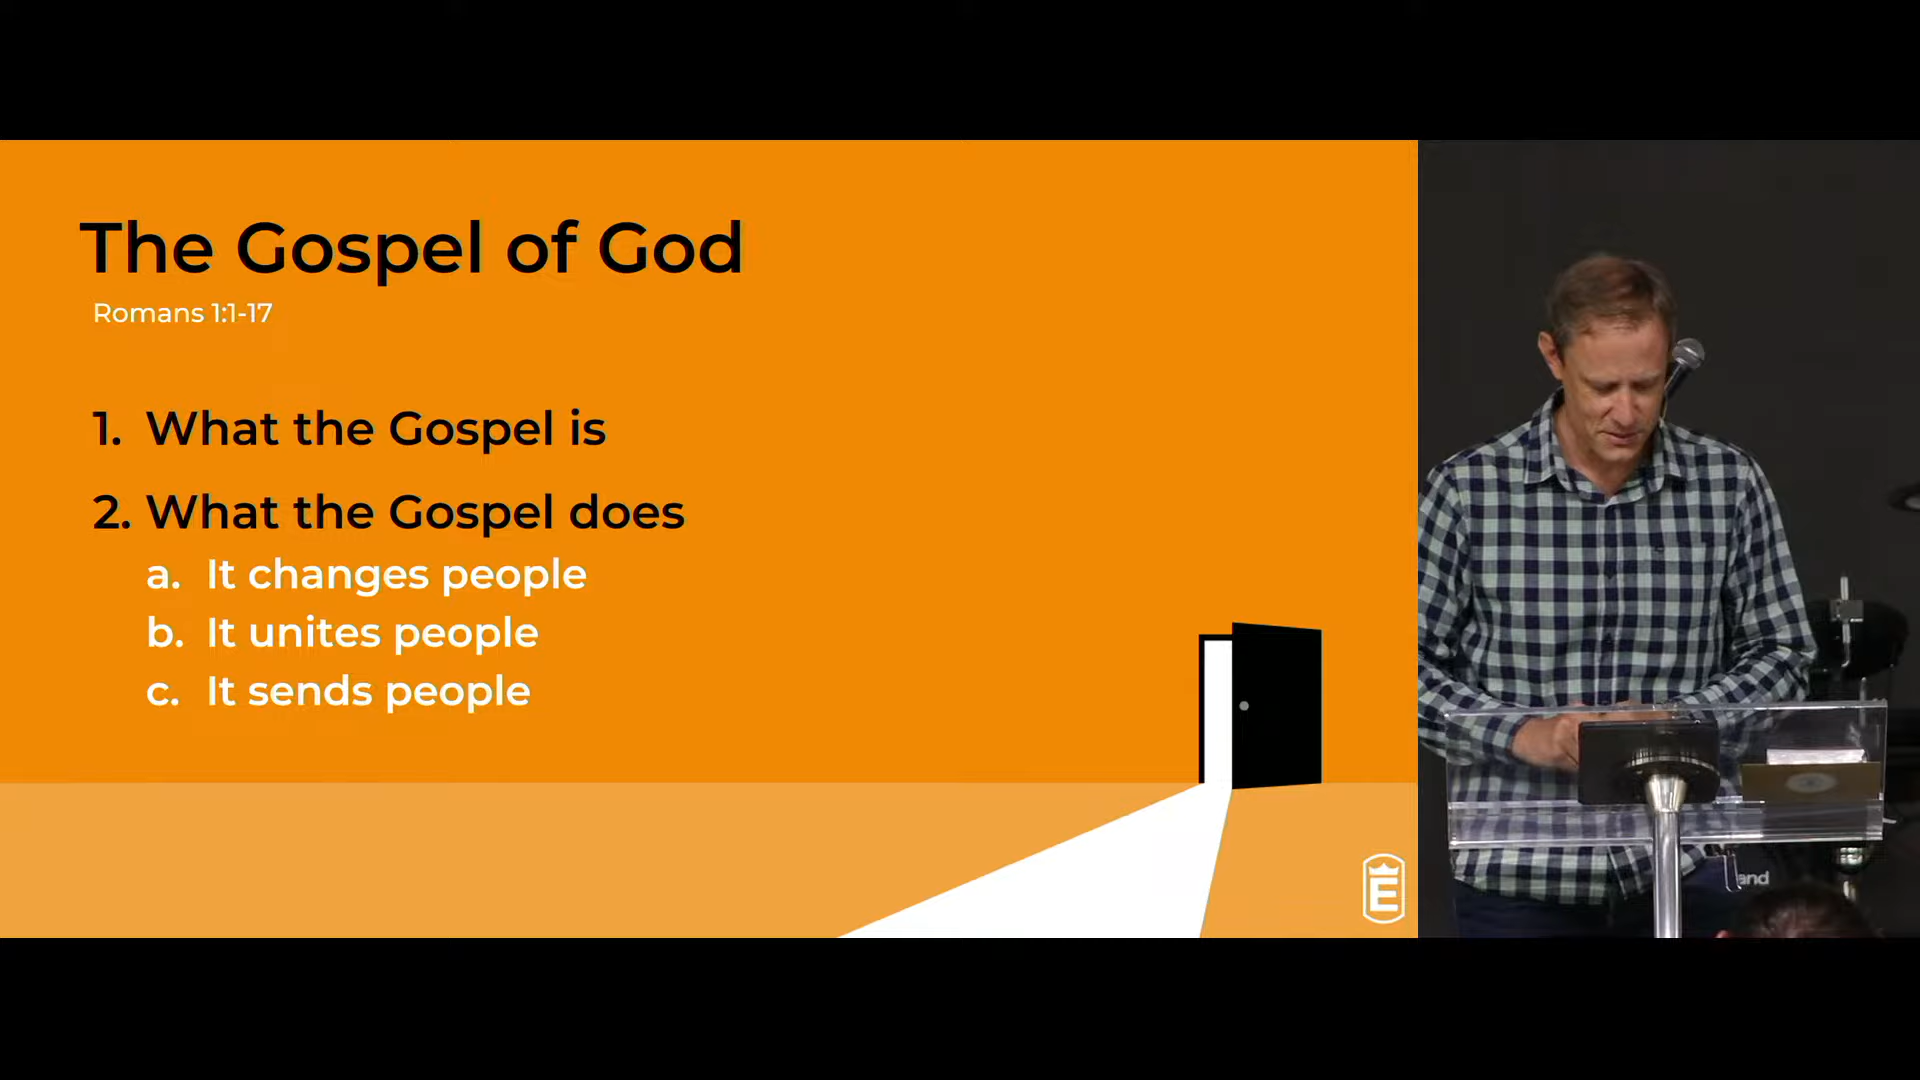 The Gospel of God
Romans 1:1-17
1. What the Gospel is
2. What the Gospel does
a. It changes people
b. It unites people
c. It sends people
E
and